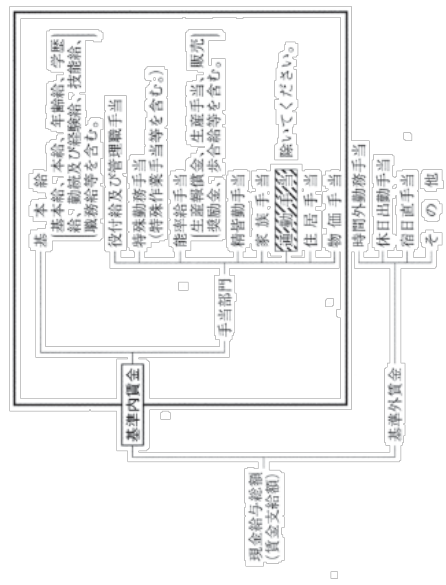 現金給与総額
(賃金支給額)
基準内賃金
基本給
基本給、本給、年齢給、学歴
給、勤続及び経験給、技能給、
職務給等を含む。
手当部門
役付給及び管理職手当
特殊勤務手当
(特殊作業手当等を含む。)
能率給手当
生産報償金、生産手当、販売
奨励金、歩合給等を含む。
精皆勤手当
家族手当
通勤手当
除いてください。
住居手当
物価手当
基準外賃金
時間外勤務手当
休日出勤手当
宿日直手当
その他